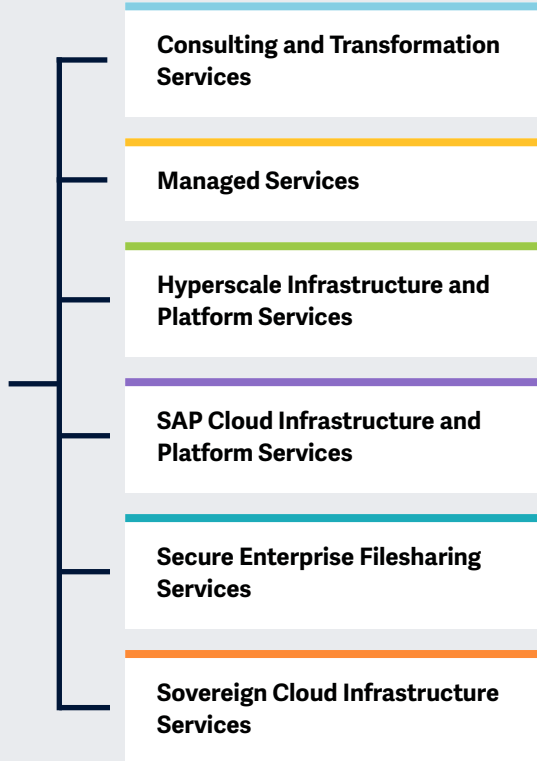 Consulting and Transformation
Services
Managed Services
Hyperscale Infrastructure and
Platform Services
SAP Cloud Infrastructure and
Platform Services
Secure Enterprise Filesharing
Services
Sovereign Cloud Infrastructure
Services